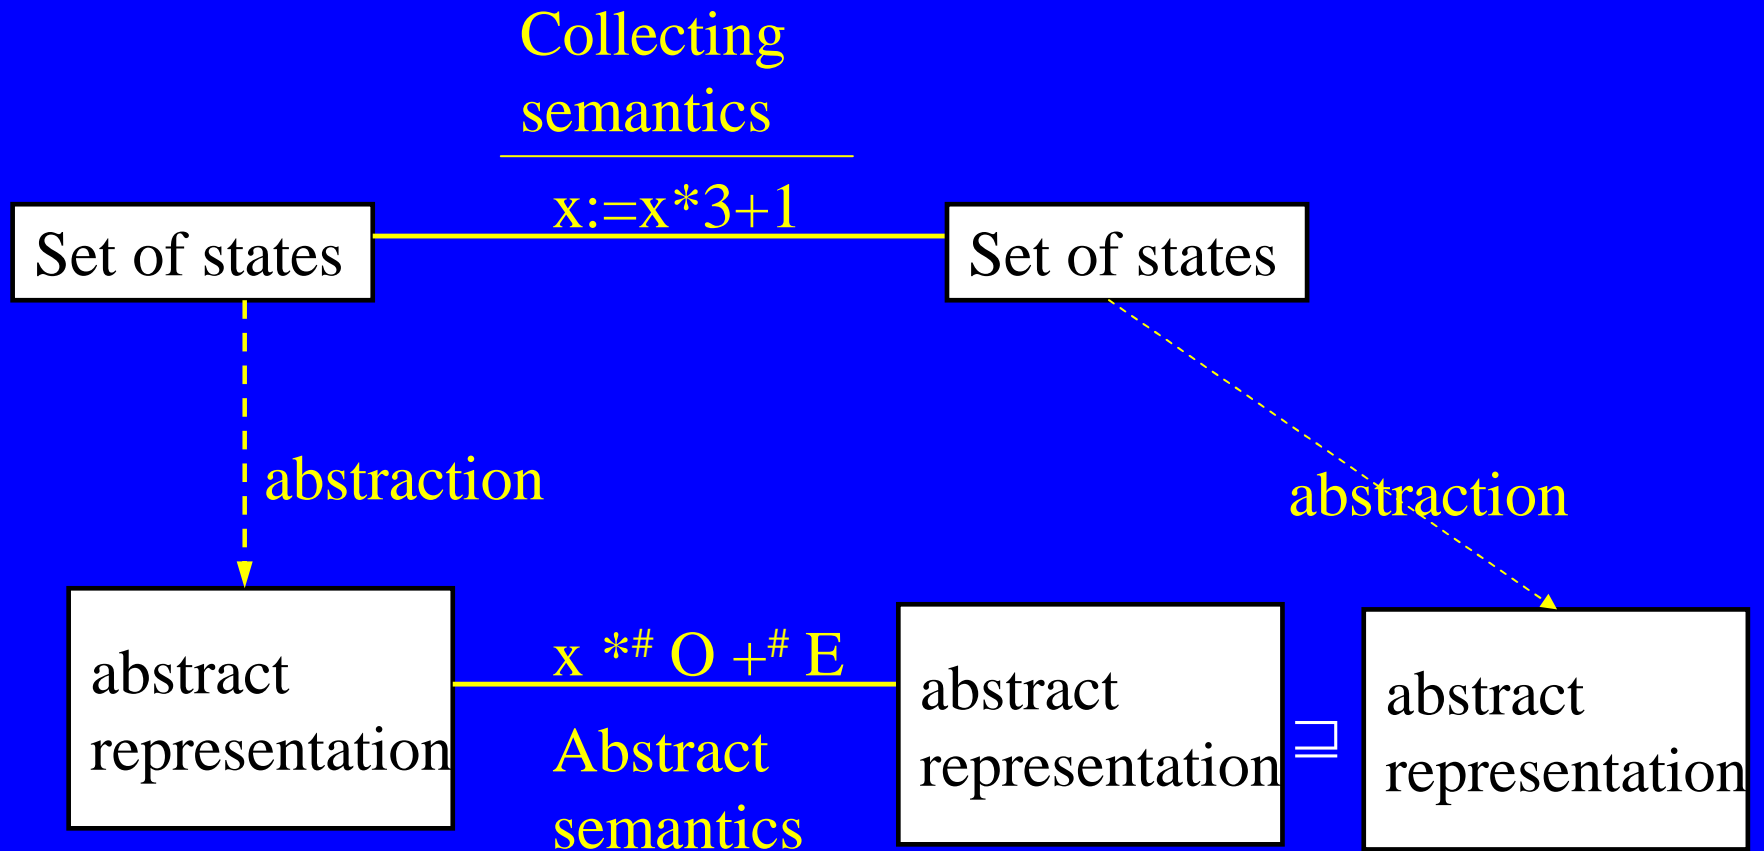 Collecting
semantics
x:=x*3+1
Set of states
Set of states
abstraction
abstraction
x *# O +# E
abstract
representation
abstract
representation
⊒
abstract
representation
Abstract
semantics